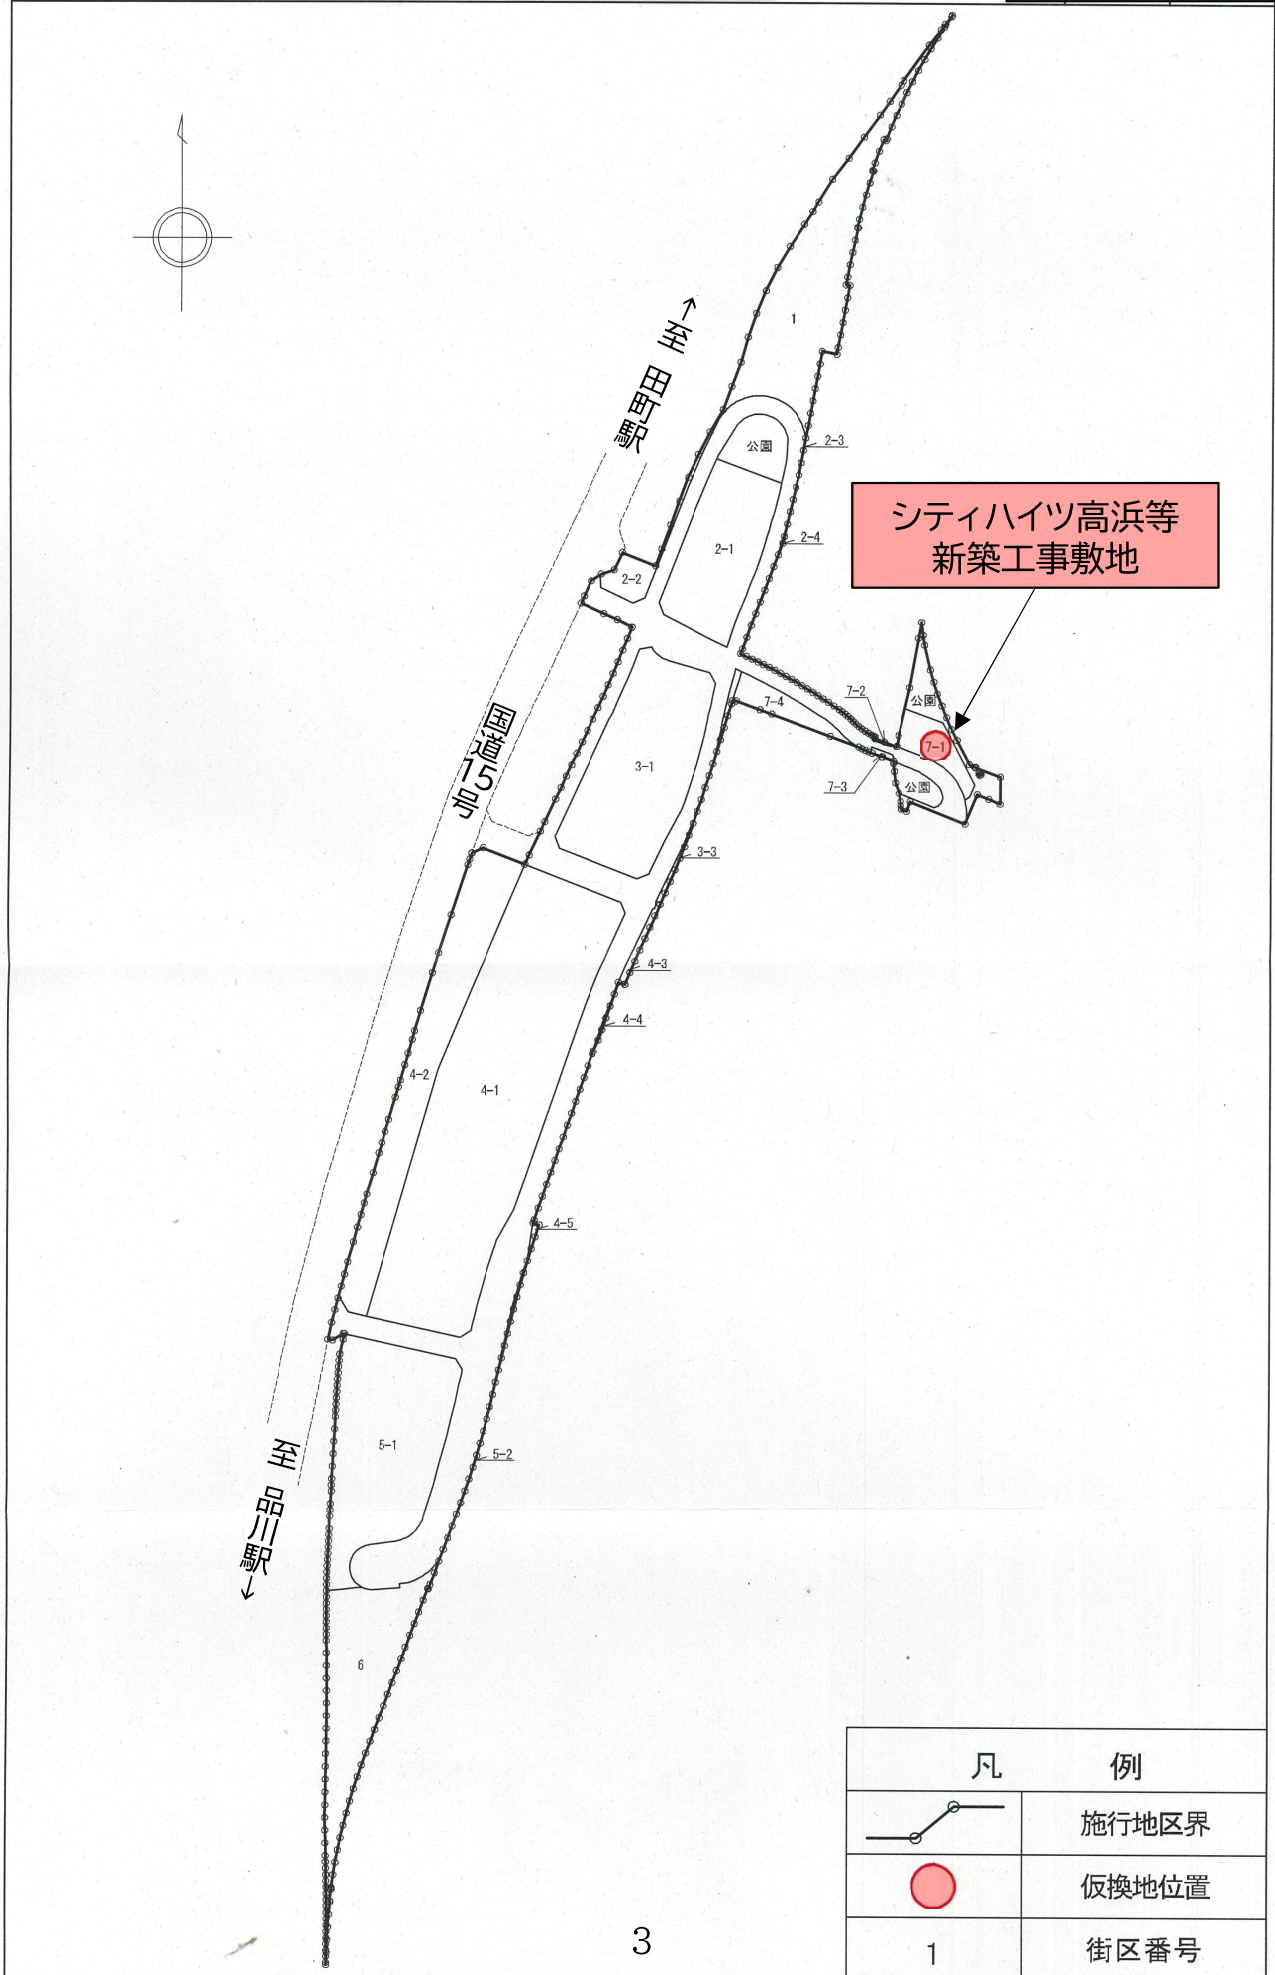 1
↑至 田町駅
公園
2-3
シティハイツ高浜等
新築工事敷地
2-4
2-1
2-2
7-2
7-4
公園
7-1
国道15号
3-1
7-3
公園
3-3
4-3
4-4
4-2
4-1
4-5
至 品川駅↓
5-1
5-2
6
凡 例
施行地区界
仮換地位置
1 街区番号
3